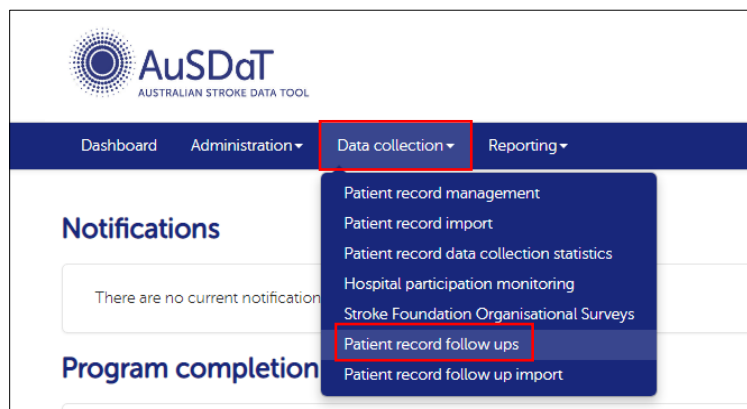 AuSDaT
AUSTRALIAN STROKE DATA TOOL
Dashboard Administration Data collection Reporting
Patient record management
Patient record import
Patient record data collection statistics
Hospital participation monitoring
Stroke Foundation Organisational Surveys
Patient record follow ups
Patient record follow up import
Notifications
There are no current notification
Program completion